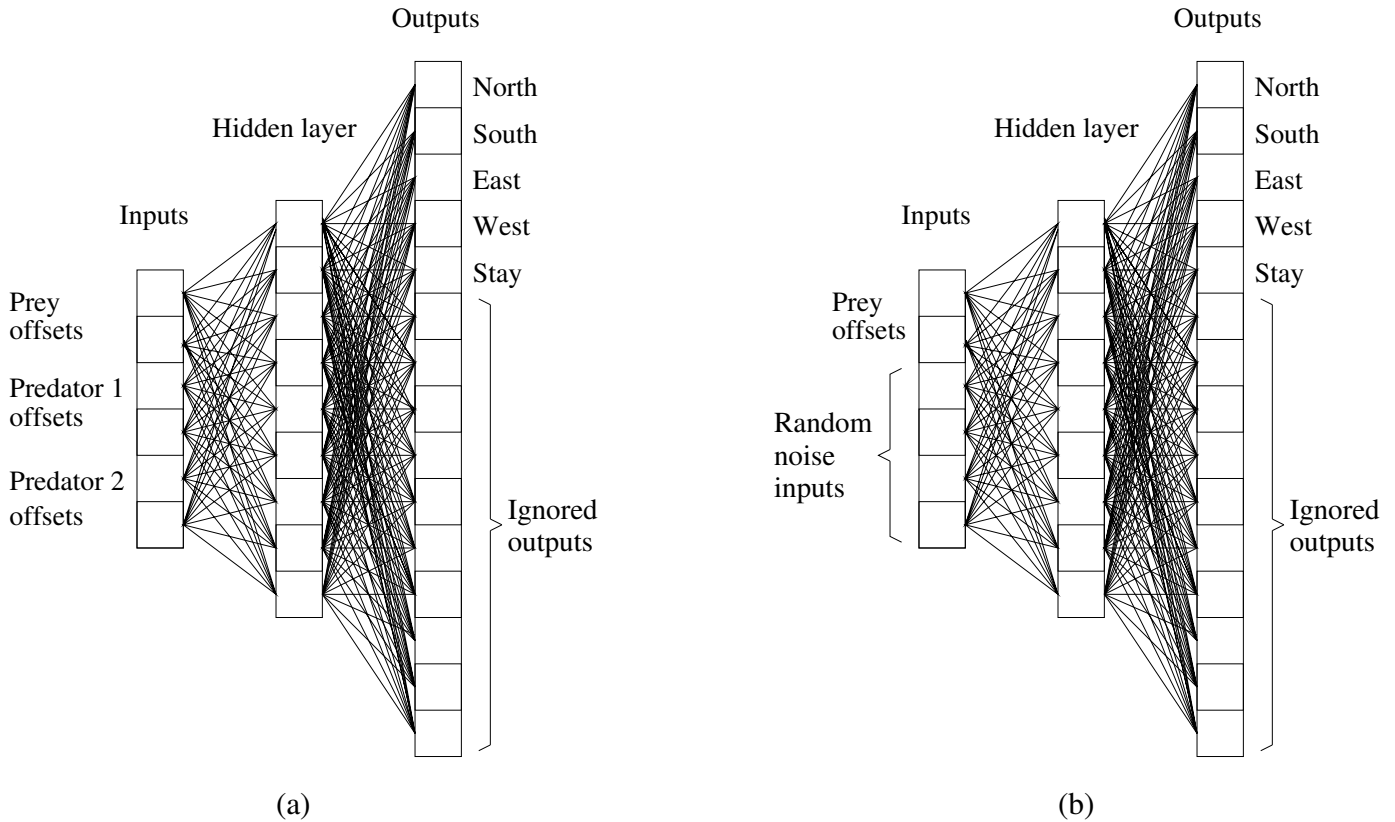 Outputs
North
South
East
West
Stay
Hidden layer
Inputs
Prey
offsets
Predator 1
offsets
Predator 2
offsets
Ignored
outputs
(a)
Outputs
North
South
East
West
Stay
Hidden layer
Inputs
Prey
offsets
Random
noise
inputs
Ignored
outputs
(b)